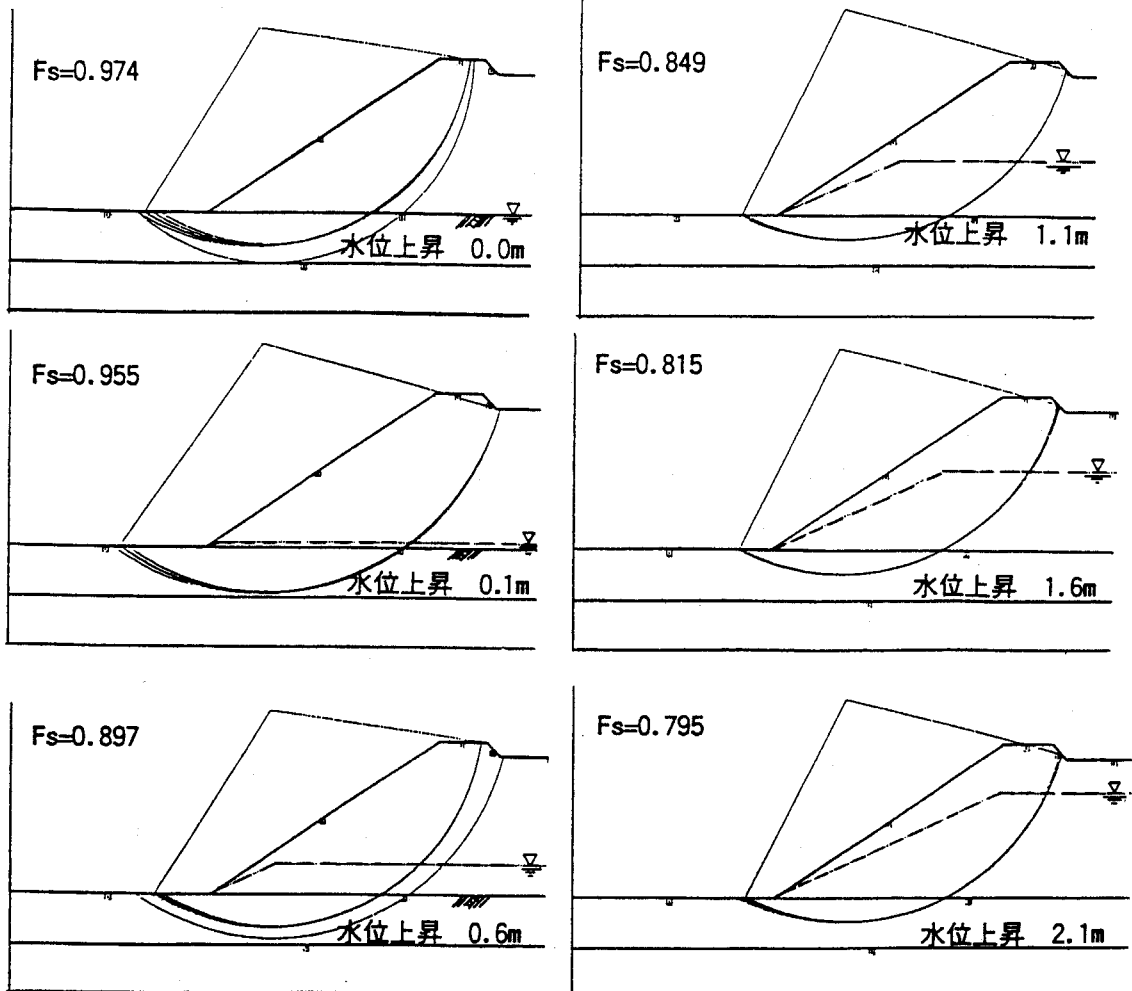 Fs=0.974
水位上昇 0.0m
Fs=0.955
水位上昇 0.1m
Fs=0.897
水位上昇 0.6m
Fs=0.849
水位上昇 1.1m
Fs=0.815
水位上昇 1.6m
Fs=0.795
水位上昇 2.1m